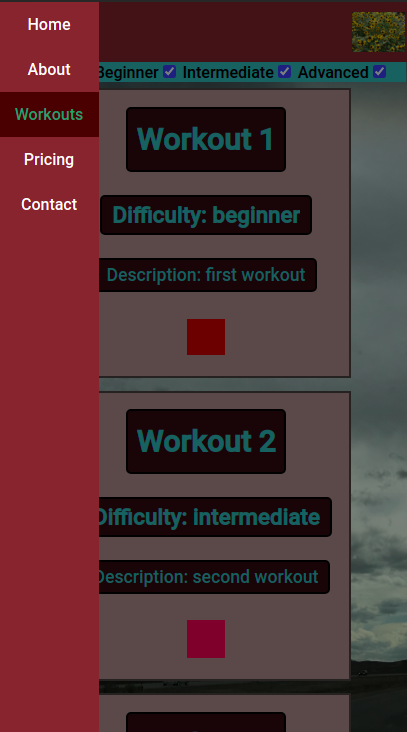 Home
About
Workouts
Pricing
Contact
Beginner Intermediate Advanced
Workout 1
Difficulty: beginner
Description: first workout
Workout 2
Difficulty: intermediate
Description: second workout